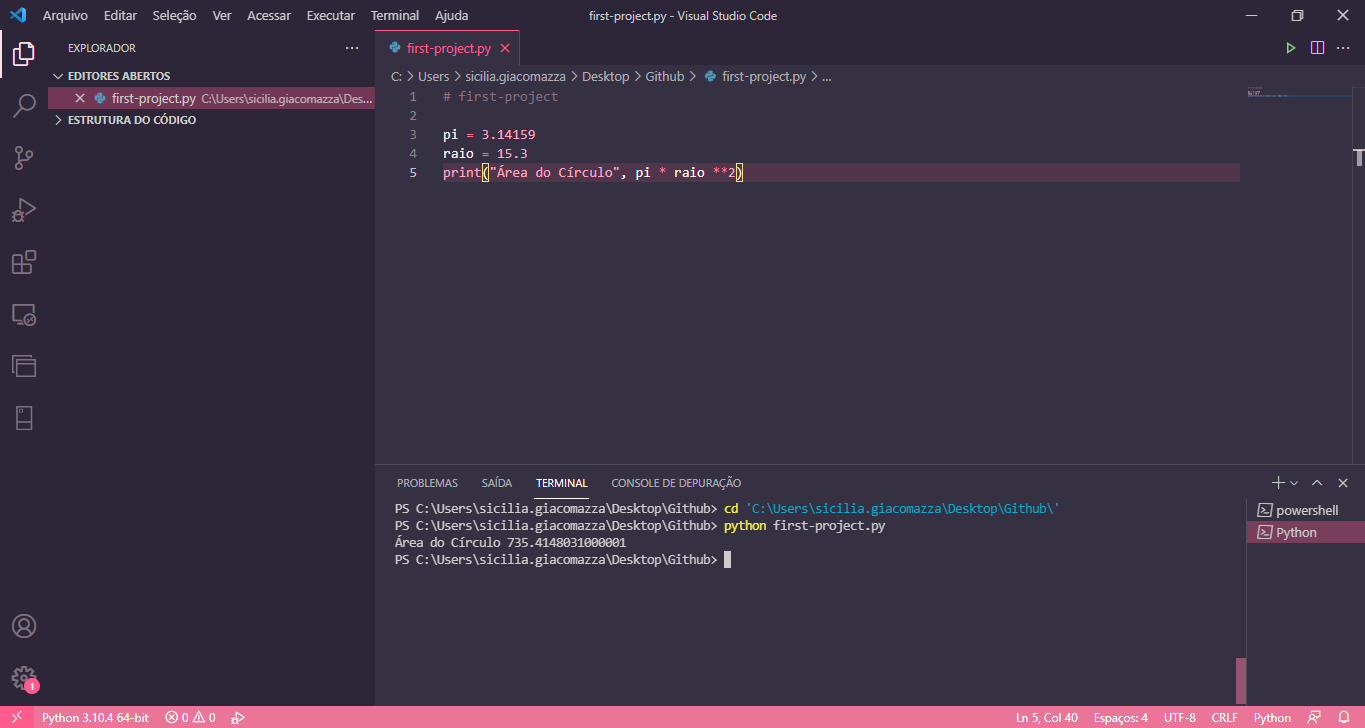 Arquivo Editar Seleção Ver Acessar Executar Terminal Ajuda first-project.py - Visual Studio Code
EXPLORADOR
EDITORES ABERTOS
first-project.py C:\Users\sicilia.giacomazza\Des...
ESTRUTURA DO CÓDIGO
first-project.py
C: > Users > sicilia.giacomazza > Desktop > Github > first-project.py > ...
1 # first-project
2
3 pi = 3.14159
4 raio = 15.3
5 print("Área do Círculo", pi * raio **2)
PROBLEMAS SAÍDA TERMINAL CONSOLE DE DEPURAÇÃO
PS C:\Users\sicilia.giacomazza\Desktop\Github> cd 'C:\Users\sicilia.giacomazza\Desktop\Github\'
PS C:\Users\sicilia.giacomazza\Desktop\Github> python first-project.py
Área do Círculo 735.4148031000001
PS C:\Users\sicilia.giacomazza\Desktop\Github>
powershell
Python
1
Python 3.10.4 64-bit 0 0 Ln 5, Col 40 Espaços: 4 UTF-8 CRLF Python